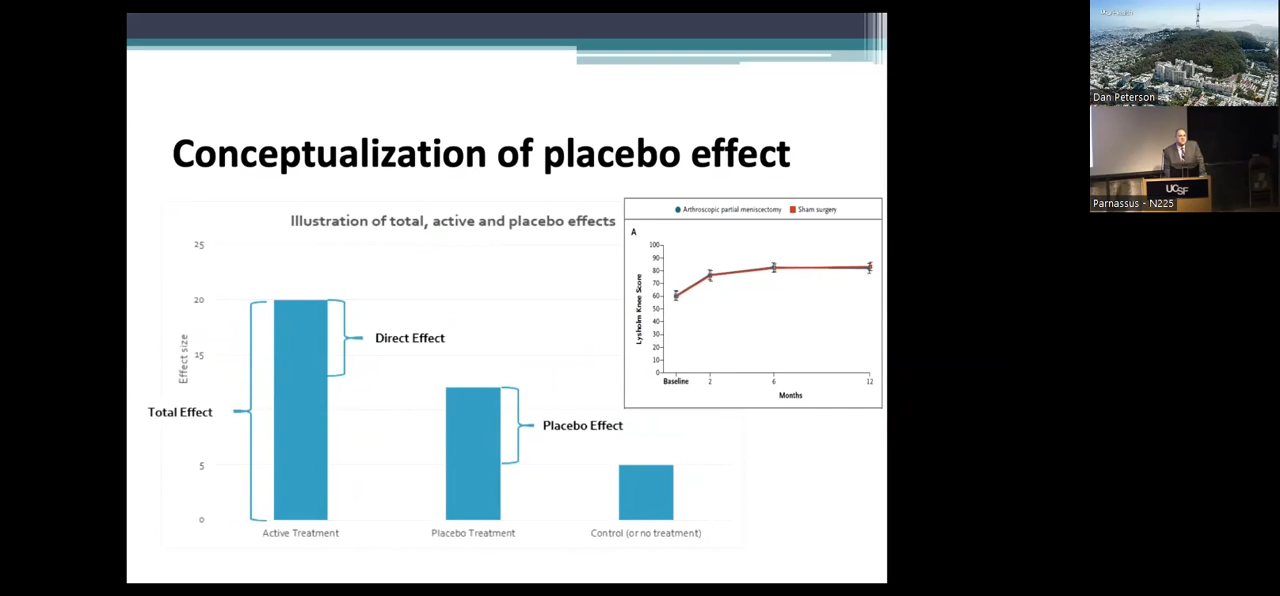 Conceptualization of placebo effect
Illustration of total, active and placebo effects
25
20
15
5
0
Effect size
Total Effect
Direct Effect
Placebo Effect
Active Treatment
Placebo Treatment
Control (or no treatment)
Arthroscopic partial meniscectomy
Sham surgery
A
100
90
80
70
60
50
40
30
20
10
0
Lysholm Knee Score
Baseline
2
6
12
Months
Dan Peterson
UCSF
Parnassus - N225